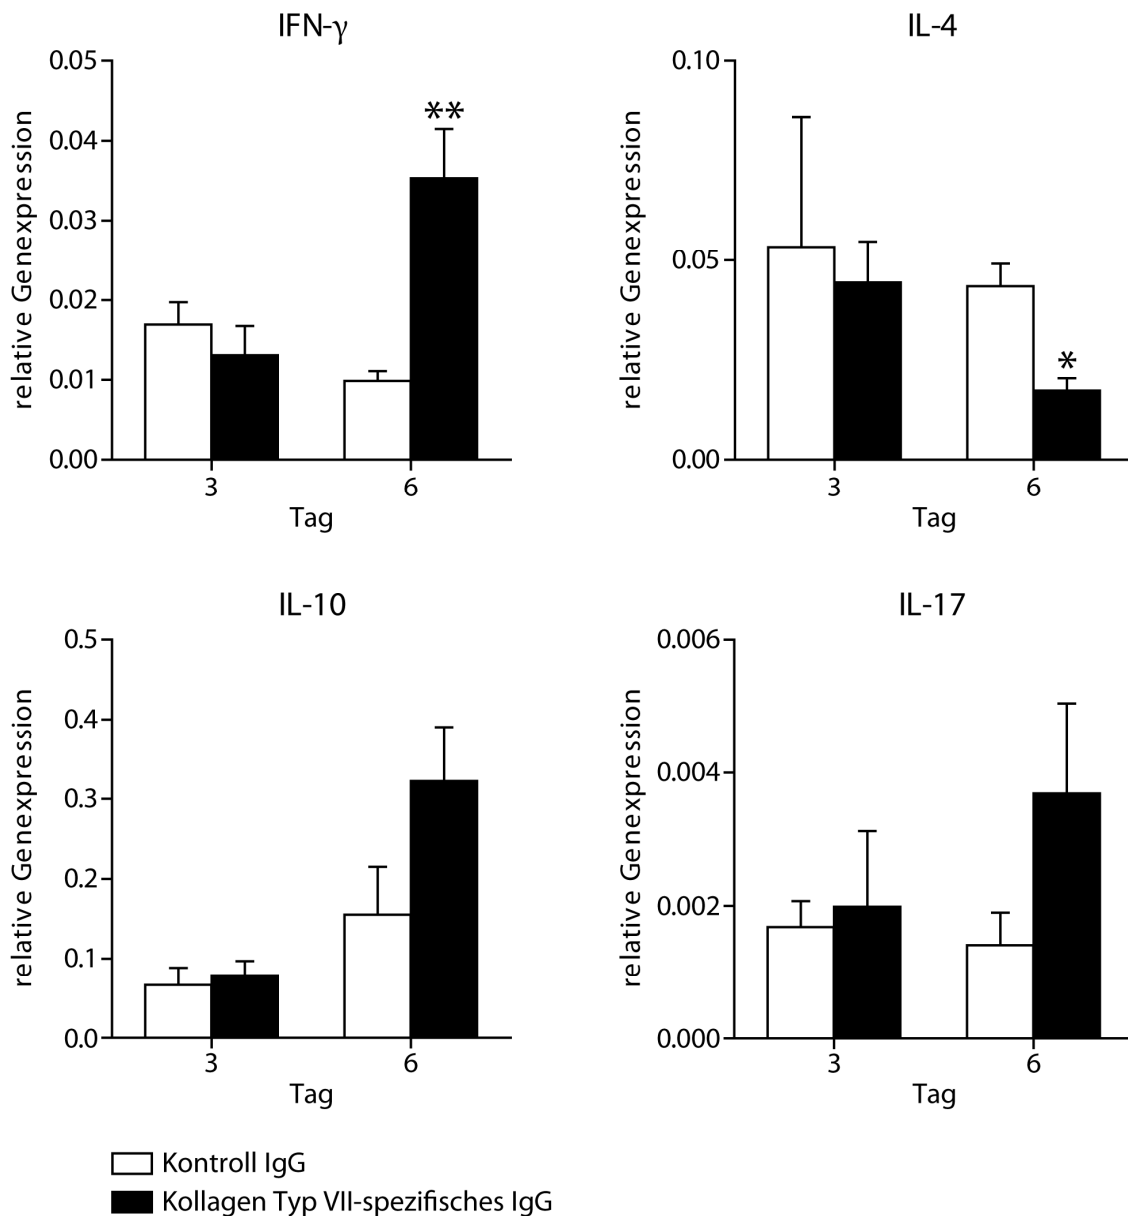 IFN-γ
0.05
0.04
0.03
0.02
0.01
0.00
relative Genexpression
**
3
6
Tag
IL-4
0.10
0.05
0.00
relative Genexpression
*
3
6
Tag
IL-10
0.5
0.4
0.3
0.2
0.1
0.0
relative Genexpression
3
6
Tag
IL-17
0.006
0.004
0.002
0.000
relative Genexpression
3
6
Tag
Kontroll IgG
Kollagen Typ VII-spezifisches IgG